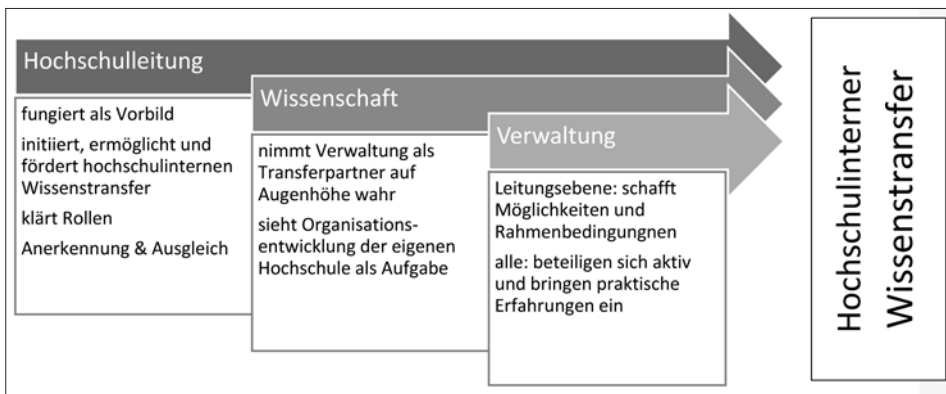 Hochschulleitung
fungiert als Vorbild
initiiert, ermöglicht und
fördert hochschulinternen
Wissenstransfer
klärt Rollen
Anerkennung & Ausgleich
Wissenschaft
nimmt Verwaltung als
Transferpartner auf
Augenhöhe wahr
sieht Organisations-
entwicklung der eigenen
Hochschule als Aufgabe
Verwaltung
Leitungsebene: schafft
Möglichkeiten und
Rahmenbedingungnen
alle: beteiligen sich aktiv
und bringen praktische
Erfahrungen ein
Hochschulinterner
Wissenstransfer